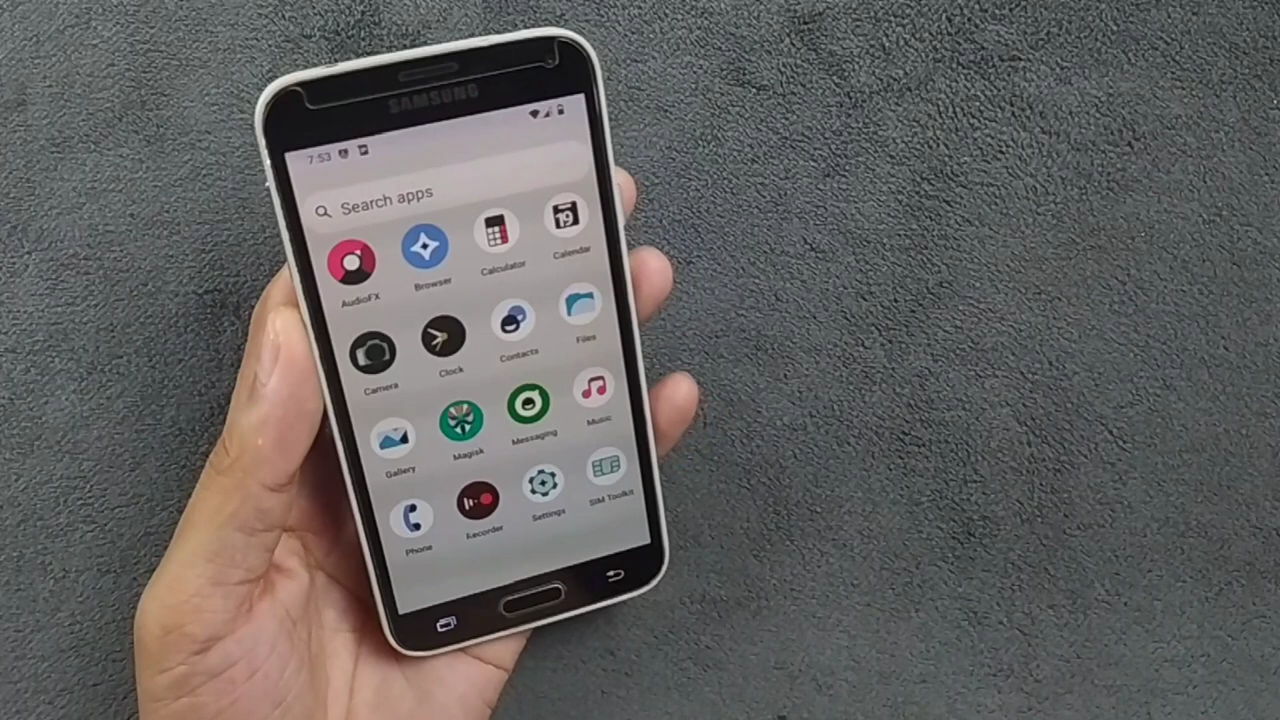 SAMSUNG
7:53
Search apps
AudioFX
Browser
Calculator
Calendar
19
Camera
Clock
Contacts
Files
Gallery
Magisk
Messaging
Music
Phone
Recorder
Settings
SIM Toolkit